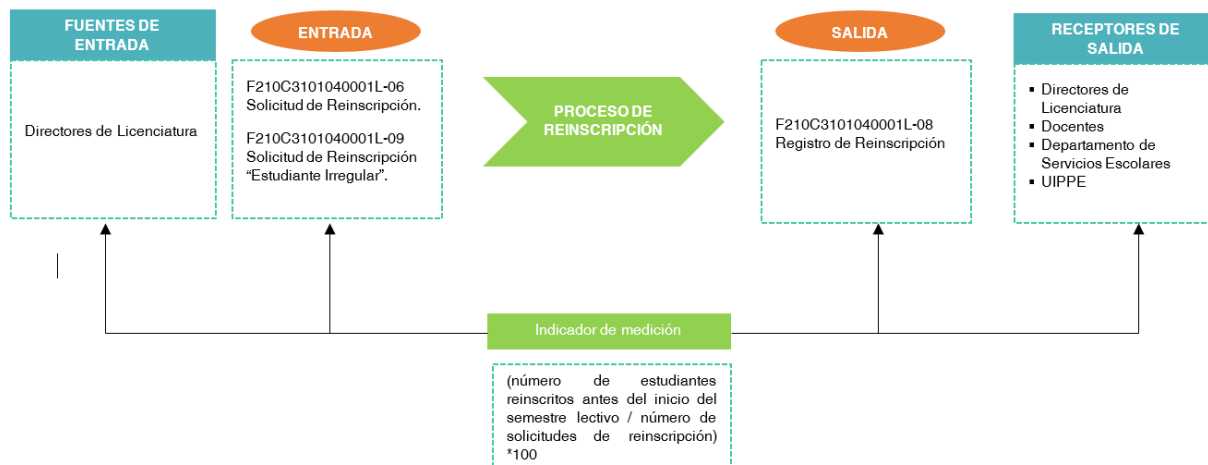 FUENTES DE
ENTRADA
Directores de Licenciatura
ENTRADA
F210C3101040001L-06
Solicitud de Reinscripción.
F210C3101040001L-09
Solicitud de Reinscripción
“Estudiante Irregular”.
PROCESO DE
REINSCRIPCIÓN
SALIDA
F210C3101040001L-08
Registro de Reinscripción
RECEPTORES DE
SALIDA
▪ Directores de
Licenciatura
▪ Docentes
▪ Departamento de
Servicios Escolares
▪ UIPPE
Indicador de medición
(número de estudiantes
reinscritos antes del inicio del
semestre lectivo / número de
solicitudes de reinscripción)
*100